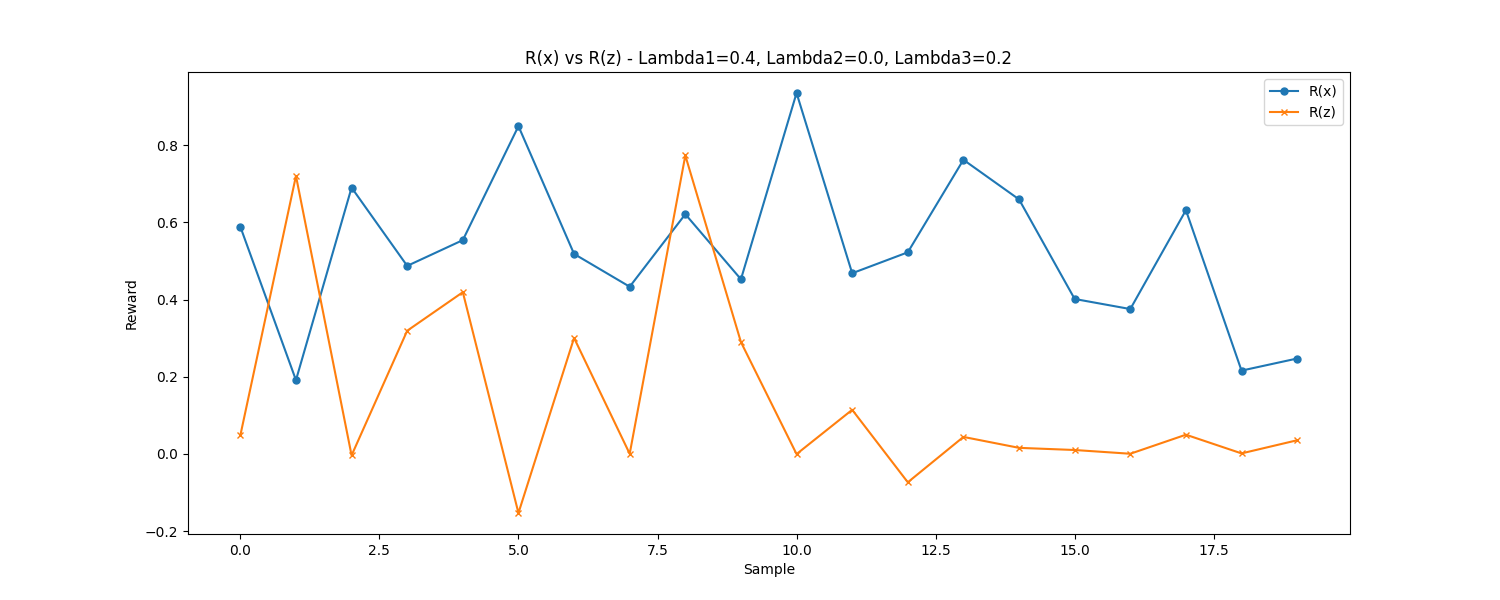 R(x) vs R(z) - Lambda1=0.4, Lambda2=0.0, Lambda3=0.2
R(x)
R(z)
Reward
0.8
0.6
0.4
0.2
0.0
−0.2
0.0 2.5 5.0 7.5 10.0 12.5 15.0 17.5
Sample